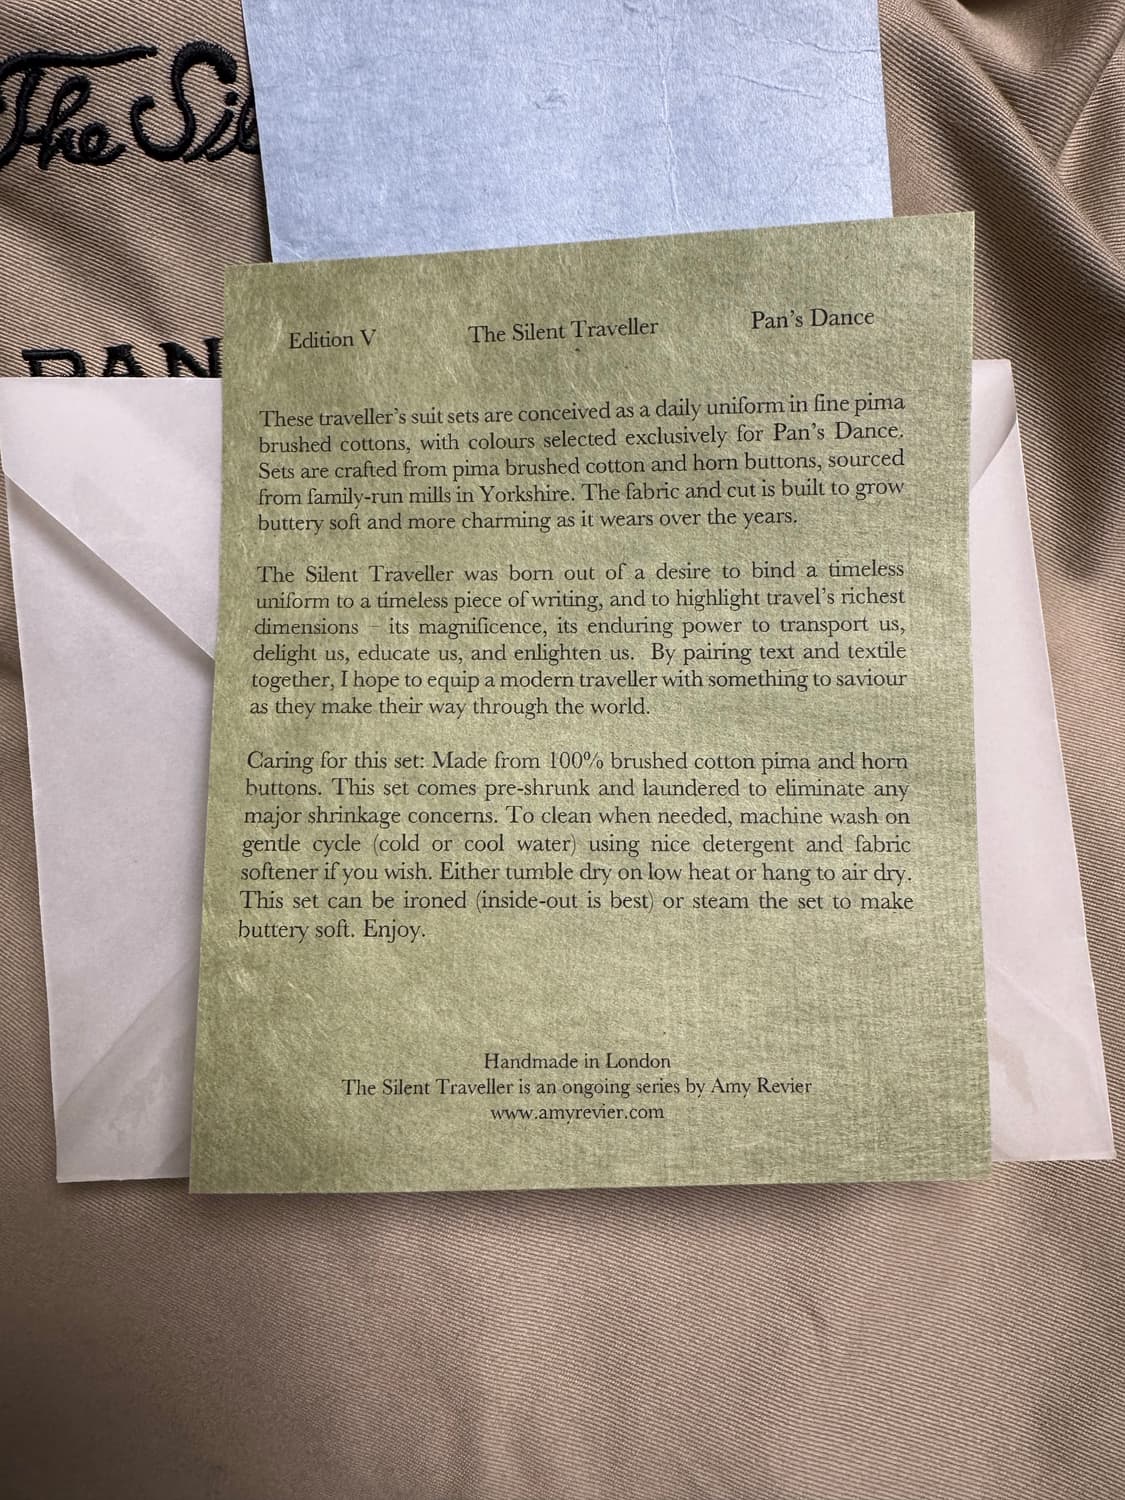 The Sil
PAN
Edition V The Silent Traveller Pan's Dance
These traveller's suit sets are conceived as a daily uniform in fine pima
brushed cottons, with colours selected exclusively for Pan's Dance.
Sets are crafted from pima brushed cotton and horn buttons, sourced
from family-run mills in Yorkshire. The fabric and cut is built to grow
buttery soft and more charming as it wears over the years.
The Silent Traveller was born out of a desire to bind a timeless
uniform to a timeless piece of writing, and to highlight travel's richest
dimensions – its magnificence, its enduring power to transport us,
delight us, educate us, and enlighten us. By pairing text and textile
together, I hope to equip a modern traveller with something to saviour
as they make their way through the world.
Caring for this set: Made from 100% brushed cotton pima and horn
buttons. This set comes pre-shrunk and laundered to eliminate any
major shrinkage concerns. To clean when needed, machine wash on
gentle cycle (cold or cool water) using nice detergent and fabric
softener if you wish. Either tumble dry on low heat or hang to air dry.
This set can be ironed (inside-out is best) or steam the set to make
buttery soft. Enjoy.
Handmade in London
The Silent Traveller is an ongoing series by Amy Revier
www.amyrevier.com